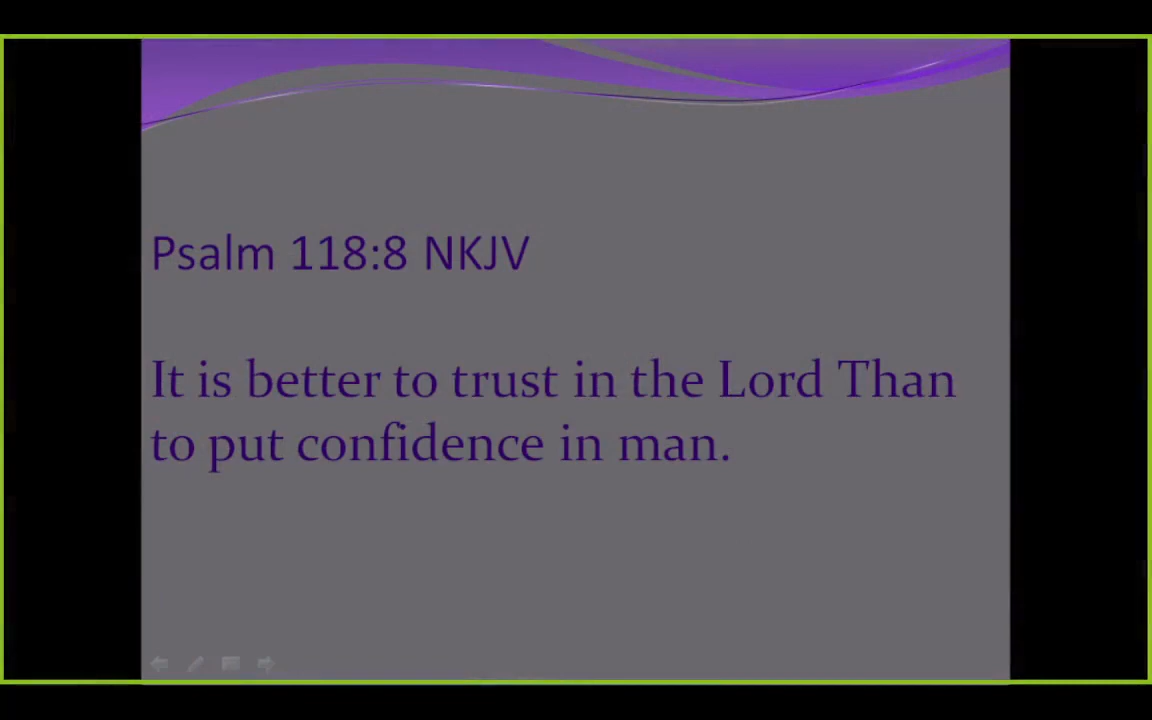 Psalm 118:8 NKJV
It is better to trust in the Lord Than
to put confidence in man.